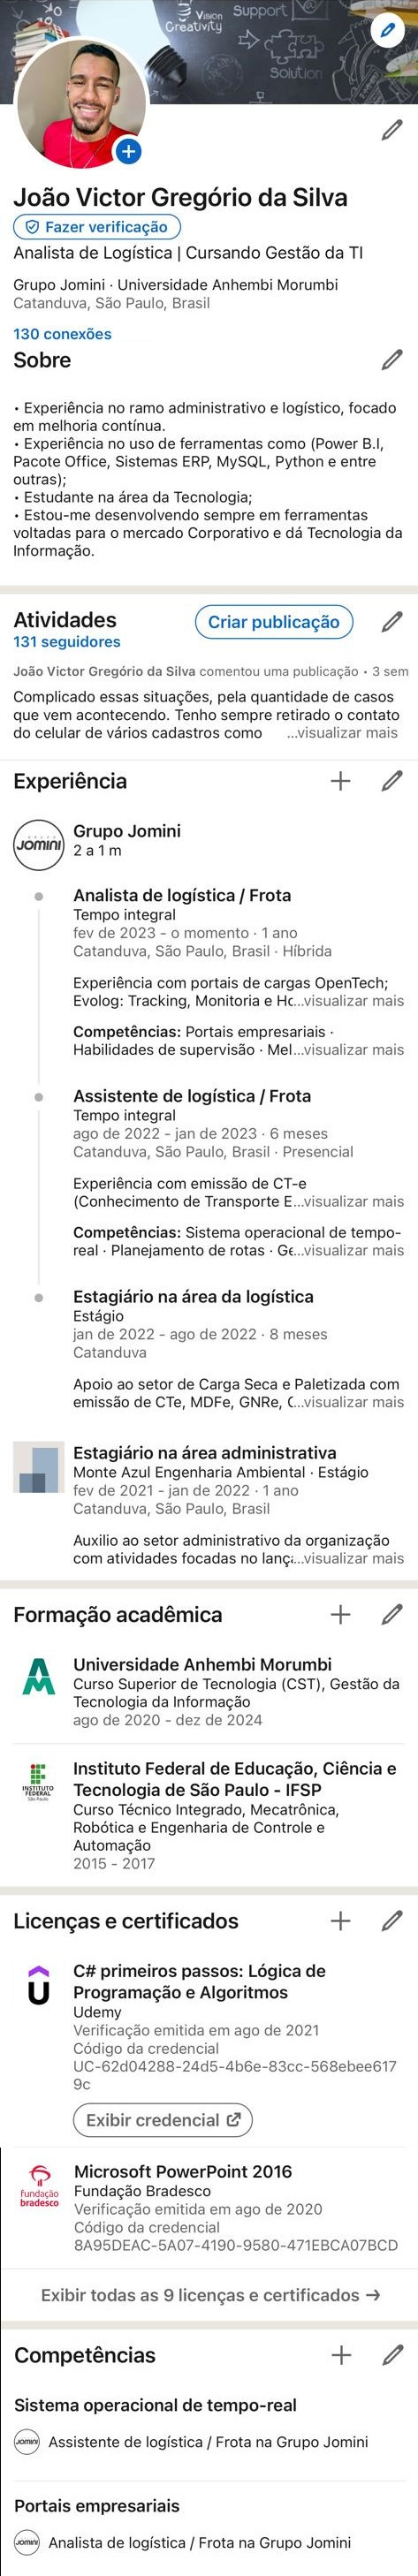 Support
Vision
Creativity
Solution
João Victor Gregório da Silva
Fazer verificação
Analista de Logística | Cursando Gestão da TI
Grupo Jomini · Universidade Anhembi Morumbi
Catanduva, São Paulo, Brasil
130 conexões
Sobre
• Experiência no ramo administrativo e logístico, focado
em melhoria contínua.
• Experiência no uso de ferramentas como (Power B.I,
Pacote Office, Sistemas ERP, MySQL, Python e entre
outras);
• Estudante na área da Tecnologia;
• Estou-me desenvolvendo sempre em ferramentas
voltadas para o mercado Corporativo e dá Tecnologia da
Informação.
Atividades
Criar publicação
131 seguidores
João Victor Gregório da Silva comentou uma publicação • 3 sem
Complicado essas situações, pela quantidade de casos
que vem acontecendo. Tenho sempre retirado o contato
do celular de vários cadastros como ...visualizar mais
Experiência
GRUPO
JOMINI
Grupo Jomini
2 a 1 m
Analista de logística / Frota
Tempo integral
fev de 2023 - o momento · 1 ano
Catanduva, São Paulo, Brasil · Híbrida
Experiência com portais de cargas OpenTech;
Evolog: Tracking, Monitoria e Hc...visualizar mais
Competências: Portais empresariais ·
Habilidades de supervisão · Mel...visualizar mais
Assistente de logística / Frota
Tempo integral
ago de 2022 - jan de 2023 · 6 meses
Catanduva, São Paulo, Brasil · Presencial
Experiência com emissão de CT-e
(Conhecimento de Transporte E...visualizar mais
Competências: Sistema operacional de tempo-
real · Planejamento de rotas · Ge...visualizar mais
Estagiário na área da logística
Estágio
jan de 2022 - ago de 2022 · 8 meses
Catanduva
Apoio ao setor de Carga Seca e Paletizada com
emissão de CTe, MDFe, GNRe, C...visualizar mais
Estagiário na área administrativa
Monte Azul Engenharia Ambiental · Estágio
fev de 2021 - jan de 2022 · 1 ano
Catanduva, São Paulo, Brasil
Auxilio ao setor administrativo da organização
com atividades focadas no lança...visualizar mais
Formação acadêmica
Universidade Anhembi Morumbi
Curso Superior de Tecnologia (CST), Gestão da
Tecnologia da Informação
ago de 2020 - dez de 2024
INSTITUTO
FEDERAL
São Paulo
Instituto Federal de Educação, Ciência e
Tecnologia de São Paulo - IFSP
Curso Técnico Integrado, Mecatrônica,
Robótica e Engenharia de Controle e
Automação
2015 - 2017
Licenças e certificados
C# primeiros passos: Lógica de
Programação e Algoritmos
Udemy
Verificação emitida em ago de 2021
Código da credencial
UC-62d04288-24d5-4b6e-83cc-568ebee617
9c
Exibir credencial
fundação
bradesco
Microsoft PowerPoint 2016
Fundação Bradesco
Verificação emitida em ago de 2020
Código da credencial
8A95DEAC-5A07-4190-9580-471EBCA07BCD
Exibir todas as 9 licenças e certificados →
Competências
Sistema operacional de tempo-real
JOMINI
Assistente de logística / Frota na Grupo Jomini
Portais empresariais
JOMINI
Analista de logística / Frota na Grupo Jomini